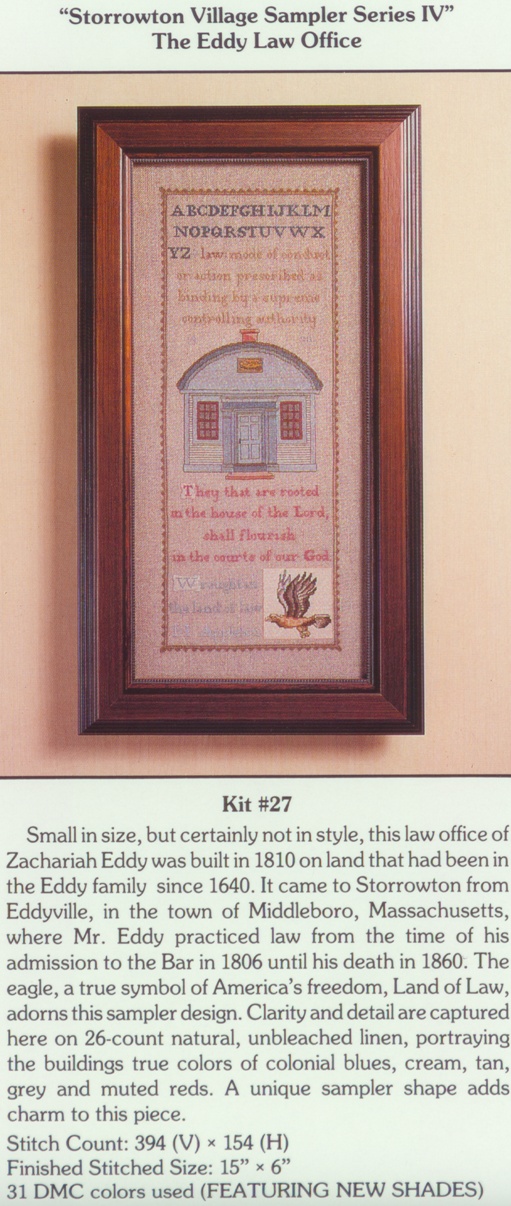 “Storrowton Village Sampler Series IV”
The Eddy Law Office
ABCDEFGHIJKLM
NOPQRSTUVWX
YZ law: mode of conduct
or action prescribed as
binding by a supreme
controlling authority
They that are rooted
in the house of the Lord,
shall flourish
in the courts of our God.
Wrought in
the land of law
Kit #27
Small in size, but certainly not in style, this law office of
Zachariah Eddy was built in 1810 on land that had been in
the Eddy family since 1640. It came to Storrowton from
Eddyville, in the town of Middleboro, Massachusetts,
where Mr. Eddy practiced law from the time of his
admission to the Bar in 1806 until his death in 1860. The
eagle, a true symbol of America’s freedom, Land of Law,
adorns this sampler design. Clarity and detail are captured
here on 26-count natural, unbleached linen, portraying
the buildings true colors of colonial blues, cream, tan,
grey and muted reds. A unique sampler shape adds
charm to this piece.
Stitch Count: 394 (V) × 154 (H)
Finished Stitched Size: 15” × 6”
31 DMC colors used (FEATURING NEW SHADES)